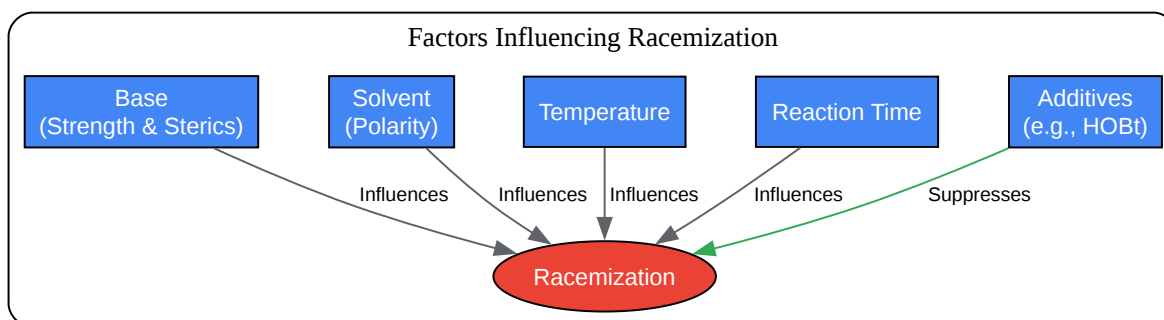 Factors Influencing Racemization
Base
(Strength & Sterics)
Solvent
(Polarity)
Temperature
Reaction Time
Additives
(e.g., HOBt)
Influences
Influences
Influences
Influences
Suppresses
Racemization